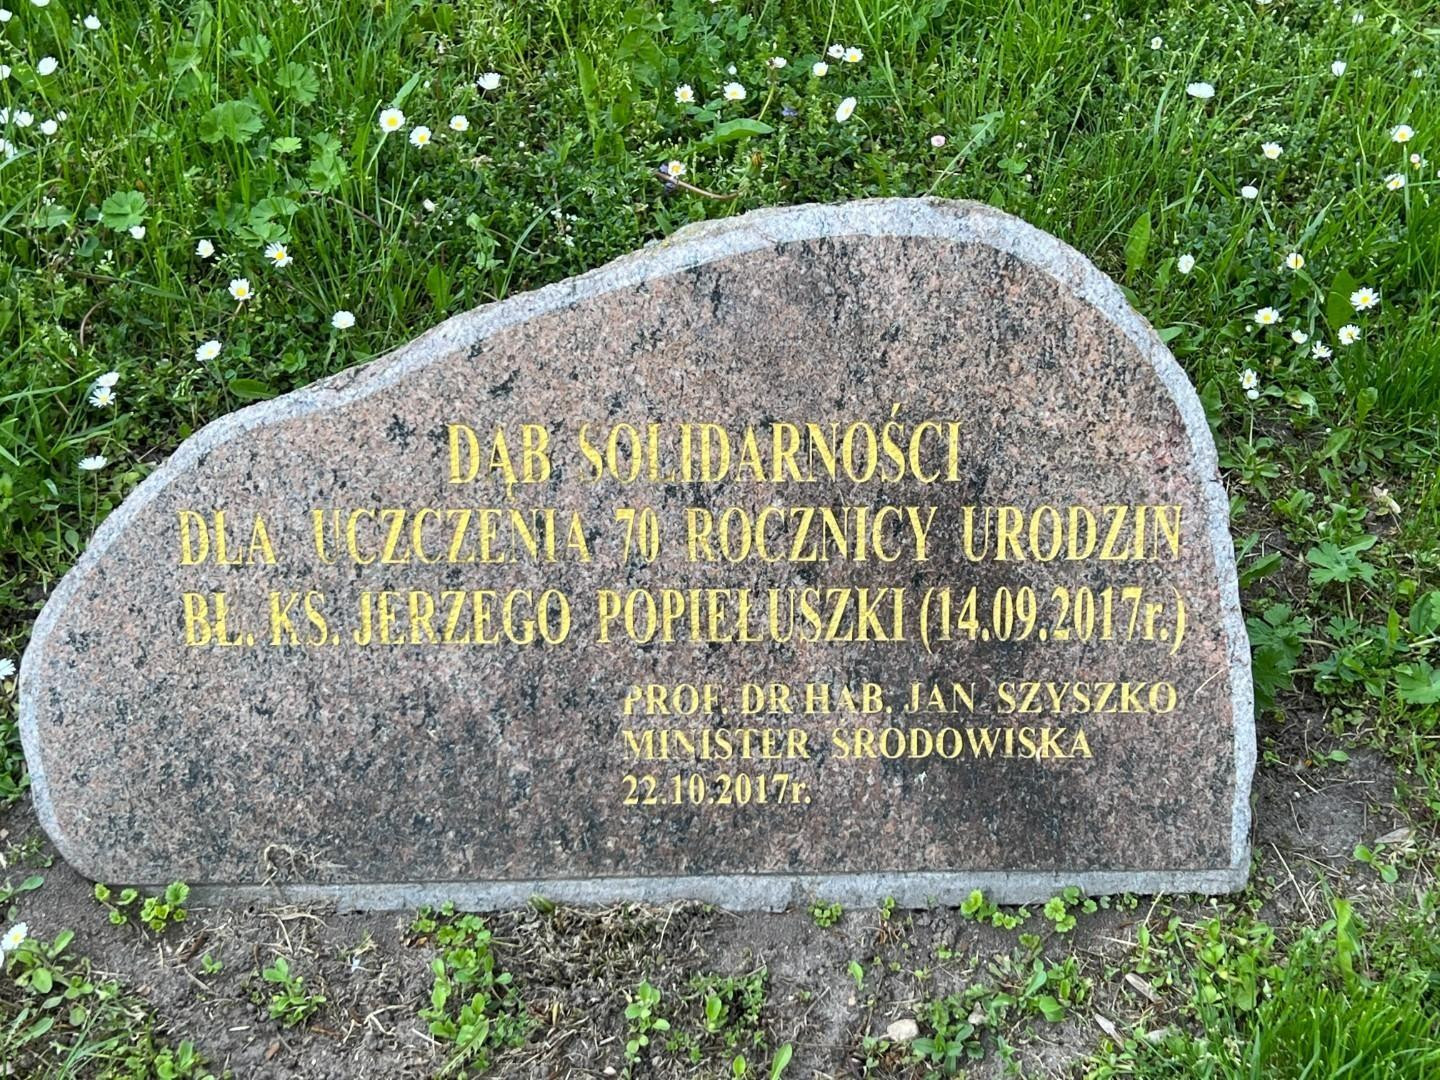 DĄB SOLIDARNOŚCI
DLA UCZCZENIA 70 ROCZNICY URODZIN
BŁ. KS. JERZEGO POPIEŁUSZKI (14.09.2017r.)
PROF. DR HAB. JAN SZYSZKO
MINISTER ŚRODOWISKA
22.10.2017r.